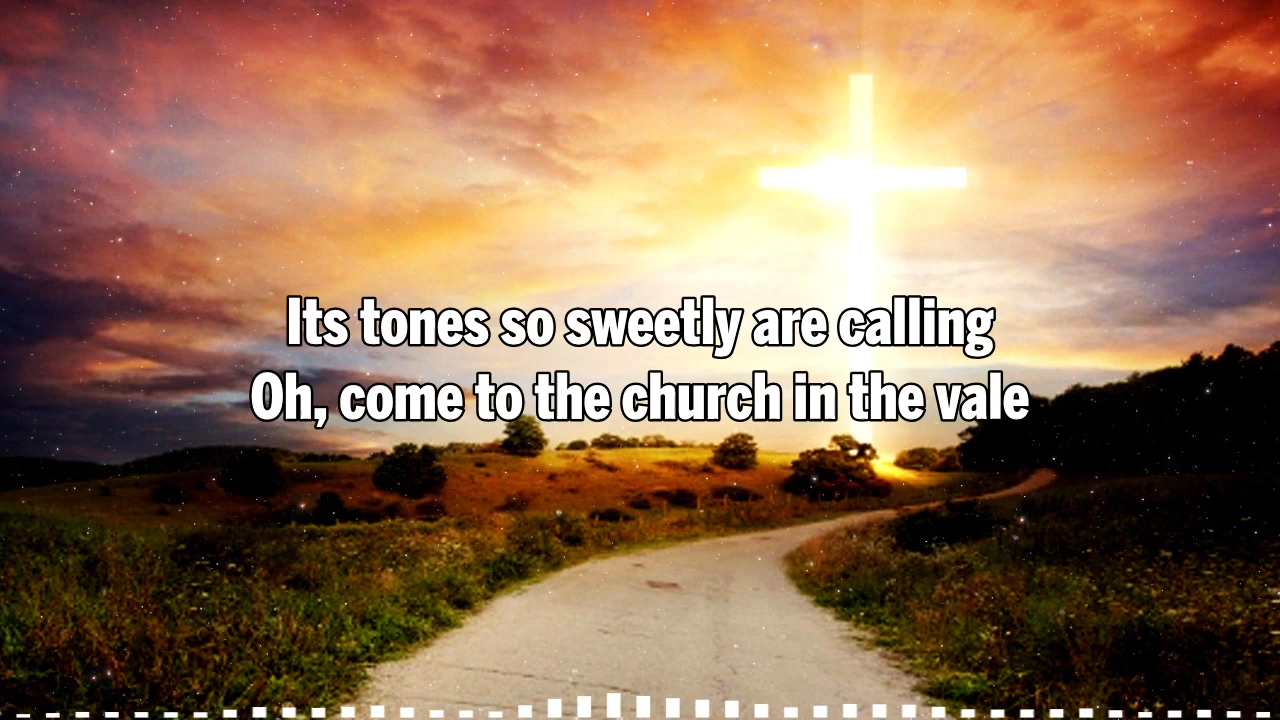 Its tones so sweetly are calling
Oh, come to the church in the vale